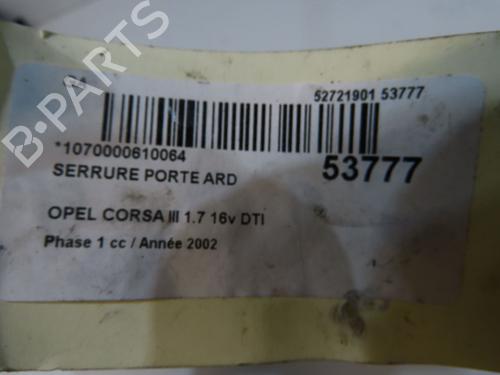 52721901 53777
*1070000610064
53777
SERRURE PORTE ARD
OPEL CORSA III 1.7 16v DTI
Phase 1 cc / Année 2002
B-PARTS